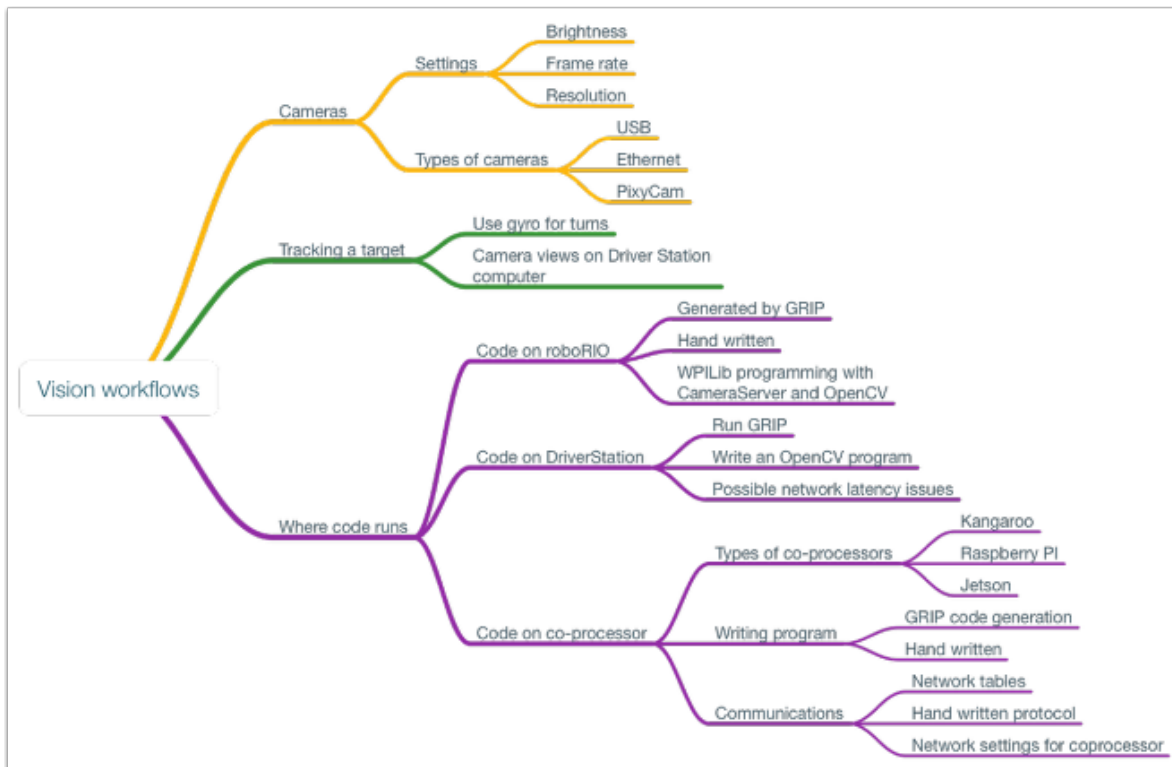 Brightness
Settings
Frame rate
Resolution
Cameras
USB
Types of cameras
Ethernet
PixyCam
Use gyro for turns
Tracking a target
Camera views on Driver Station
computer
Generated by GRIP
Code on roboRIO
Hand written
WPILib programming with
CameraServer and OpenCV
Vision workflows
Run GRIP
Code on DriverStation
Write an OpenCV program
Possible network latency issues
Where code runs
Kangaroo
Types of co-processors
Raspberry PI
Jetson
Code on co-processor
GRIP code generation
Writing program
Hand written
Network tables
Communications
Hand written protocol
Network settings for coprocessor